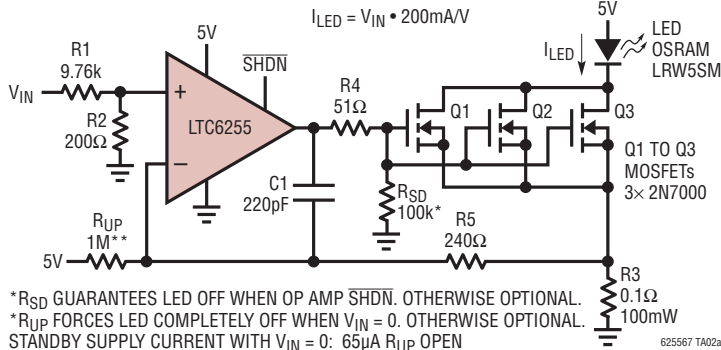 I_LED = V_IN • 200mA/V
5V
LED
OSRAM
LRW5SM
I_LED
R1
9.76k
V_IN
R2
200Ω
5V
SHDN
+
−
LTC6255
R4
51Ω
Q1
Q2
Q3
Q1 TO Q3
MOSFETs
3× 2N7000
C1
220pF
R_SD
100k*
R_UP
1M**
5V
R5
240Ω
R3
0.1Ω
100mW
*R_SD GUARANTEES LED OFF WHEN OP AMP SHDN. OTHERWISE OPTIONAL.
*R_UP FORCES LED COMPLETELY OFF WHEN V_IN = 0. OTHERWISE OPTIONAL.
STANDBY SUPPLY CURRENT WITH V_IN = 0: 65µA R_UP OPEN
625567 TA02a